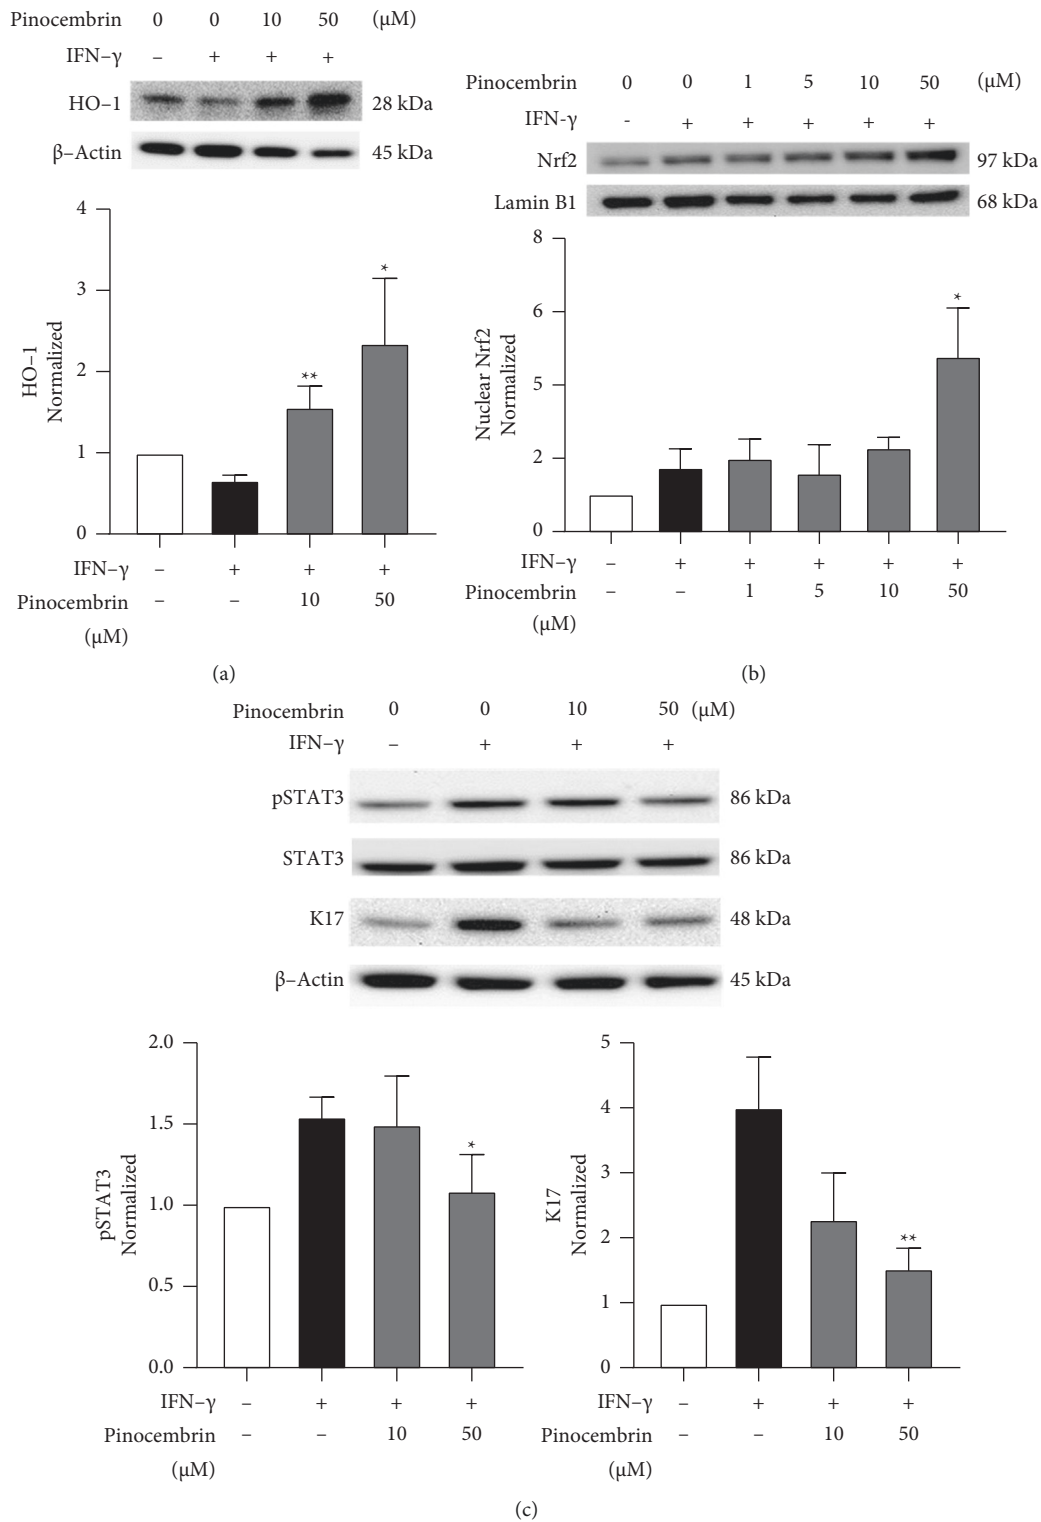 Pinocembrin 0 0 10 50 (μM)
IFN–γ – + + +
HO–1 28 kDa
β–Actin 45 kDa
4
3
2
1
0
HO–1
Normalized
* *
**
IFN–γ – + + +
Pinocembrin – – 10 50
(μM)
(a)
Pinocembrin 0 0 1 5 10 50 (μM)
IFN-γ - + + + + +
Nrf2 97 kDa
Lamin B1 68 kDa
8
6
5
2
0
Nuclear Nrf2
Normalized
*
IFN–γ – + + + + +
Pinocembrin – – 1 5 10 50
(μM)
(b)
Pinocembrin 0 0 10 50 (μM)
IFN–γ – + + +
pSTAT3 86 kDa
STAT3 86 kDa
K17 48 kDa
β–Actin 45 kDa
2.0
1.5
1.0
0.5
0.0
pSTAT3
Normalized
*
IFN–γ – + + +
Pinocembrin – – 10 50
(μM)
5
4
3
2
1
0
K17
Normalized
**
IFN–γ – + + +
Pinocembrin – – 10 50
(μM)
(c)